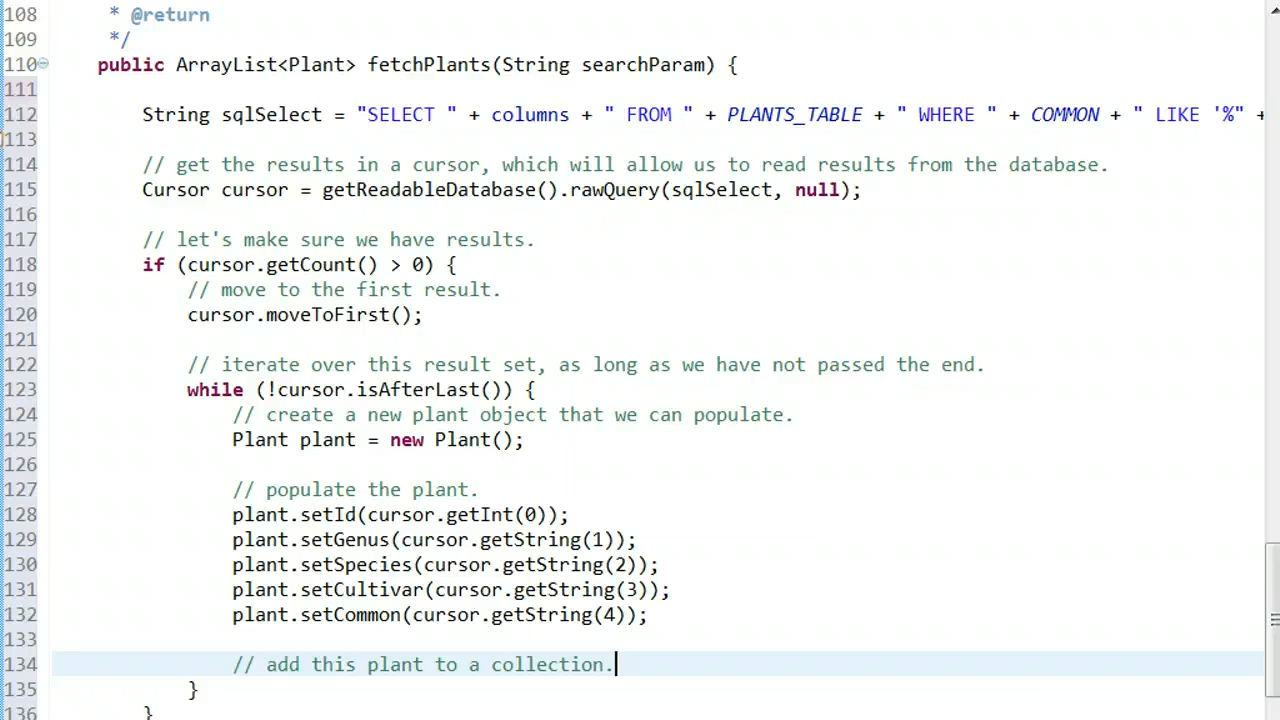 108 * @return
109 */
110 public ArrayList<Plant> fetchPlants(String searchParam) {
111
112 String sqlSelect = "SELECT " + columns + " FROM " + PLANTS_TABLE + " WHERE " + COMMON + " LIKE '%" +
113
114 // get the results in a cursor, which will allow us to read results from the database.
115 Cursor cursor = getReadableDatabase().rawQuery(sqlSelect, null);
116
117 // let's make sure we have results.
118 if (cursor.getCount() > 0) {
119 // move to the first result.
120 cursor.moveToFirst();
121
122 // iterate over this result set, as long as we have not passed the end.
123 while (!cursor.isAfterLast()) {
124 // create a new plant object that we can populate.
125 Plant plant = new Plant();
126
127 // populate the plant.
128 plant.setId(cursor.getInt(0));
129 plant.setGenus(cursor.getString(1));
130 plant.setSpecies(cursor.getString(2));
131 plant.setCultivar(cursor.getString(3));
132 plant.setCommon(cursor.getString(4));
133
134 // add this plant to a collection.
135 }
136 }